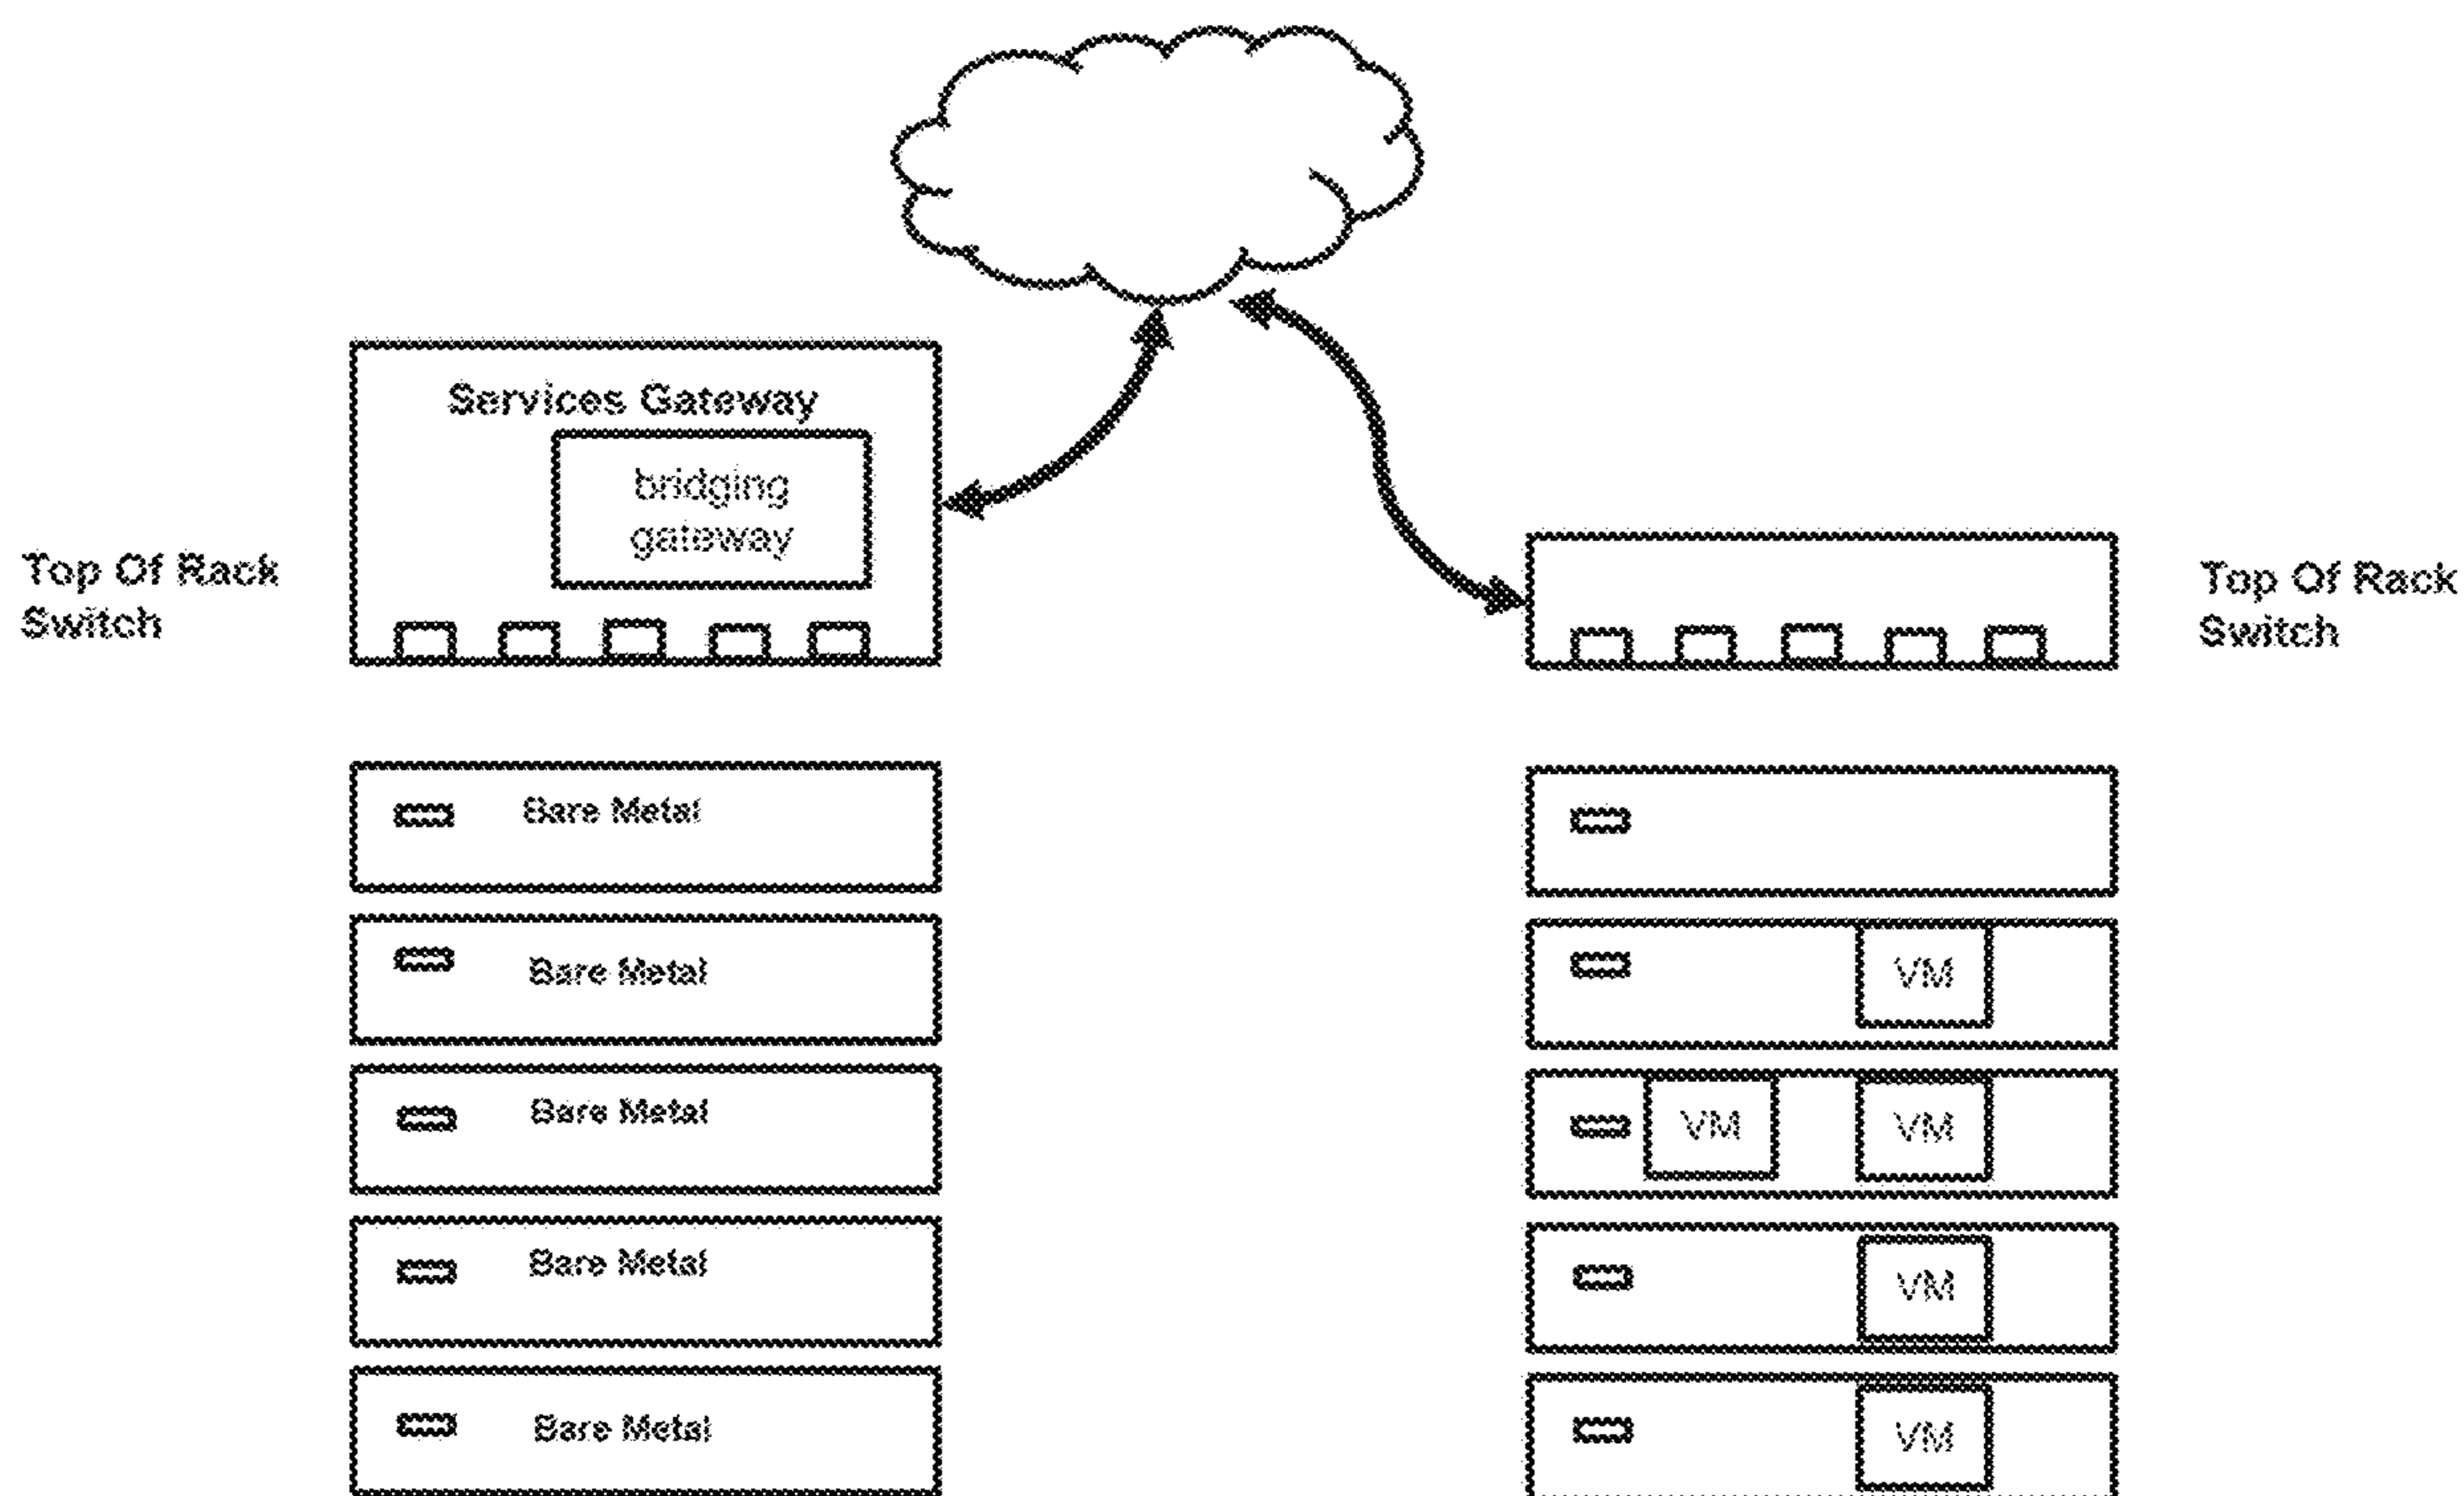 Services Gateway
bridging
gateway
Top Of Rack
Switch
Top Of Rack
Switch
Bare Metal
Bare Metal
VM
Bare Metal
VM
VM
Bare Metal
VM
Bare Metal
VM